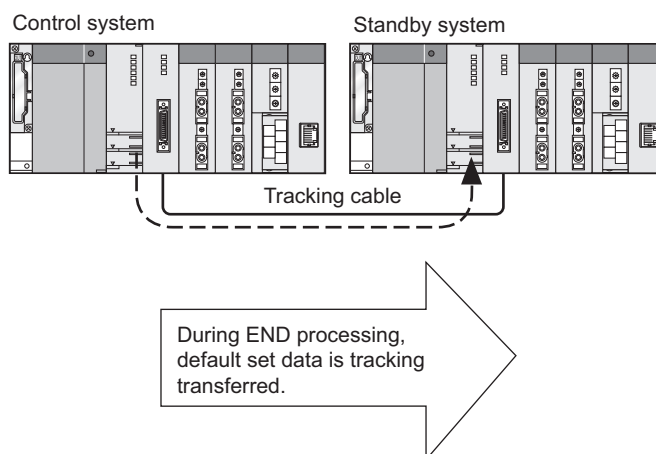 Control system
Standby system
Tracking cable
During END processing,
default set data is tracking
transferred.